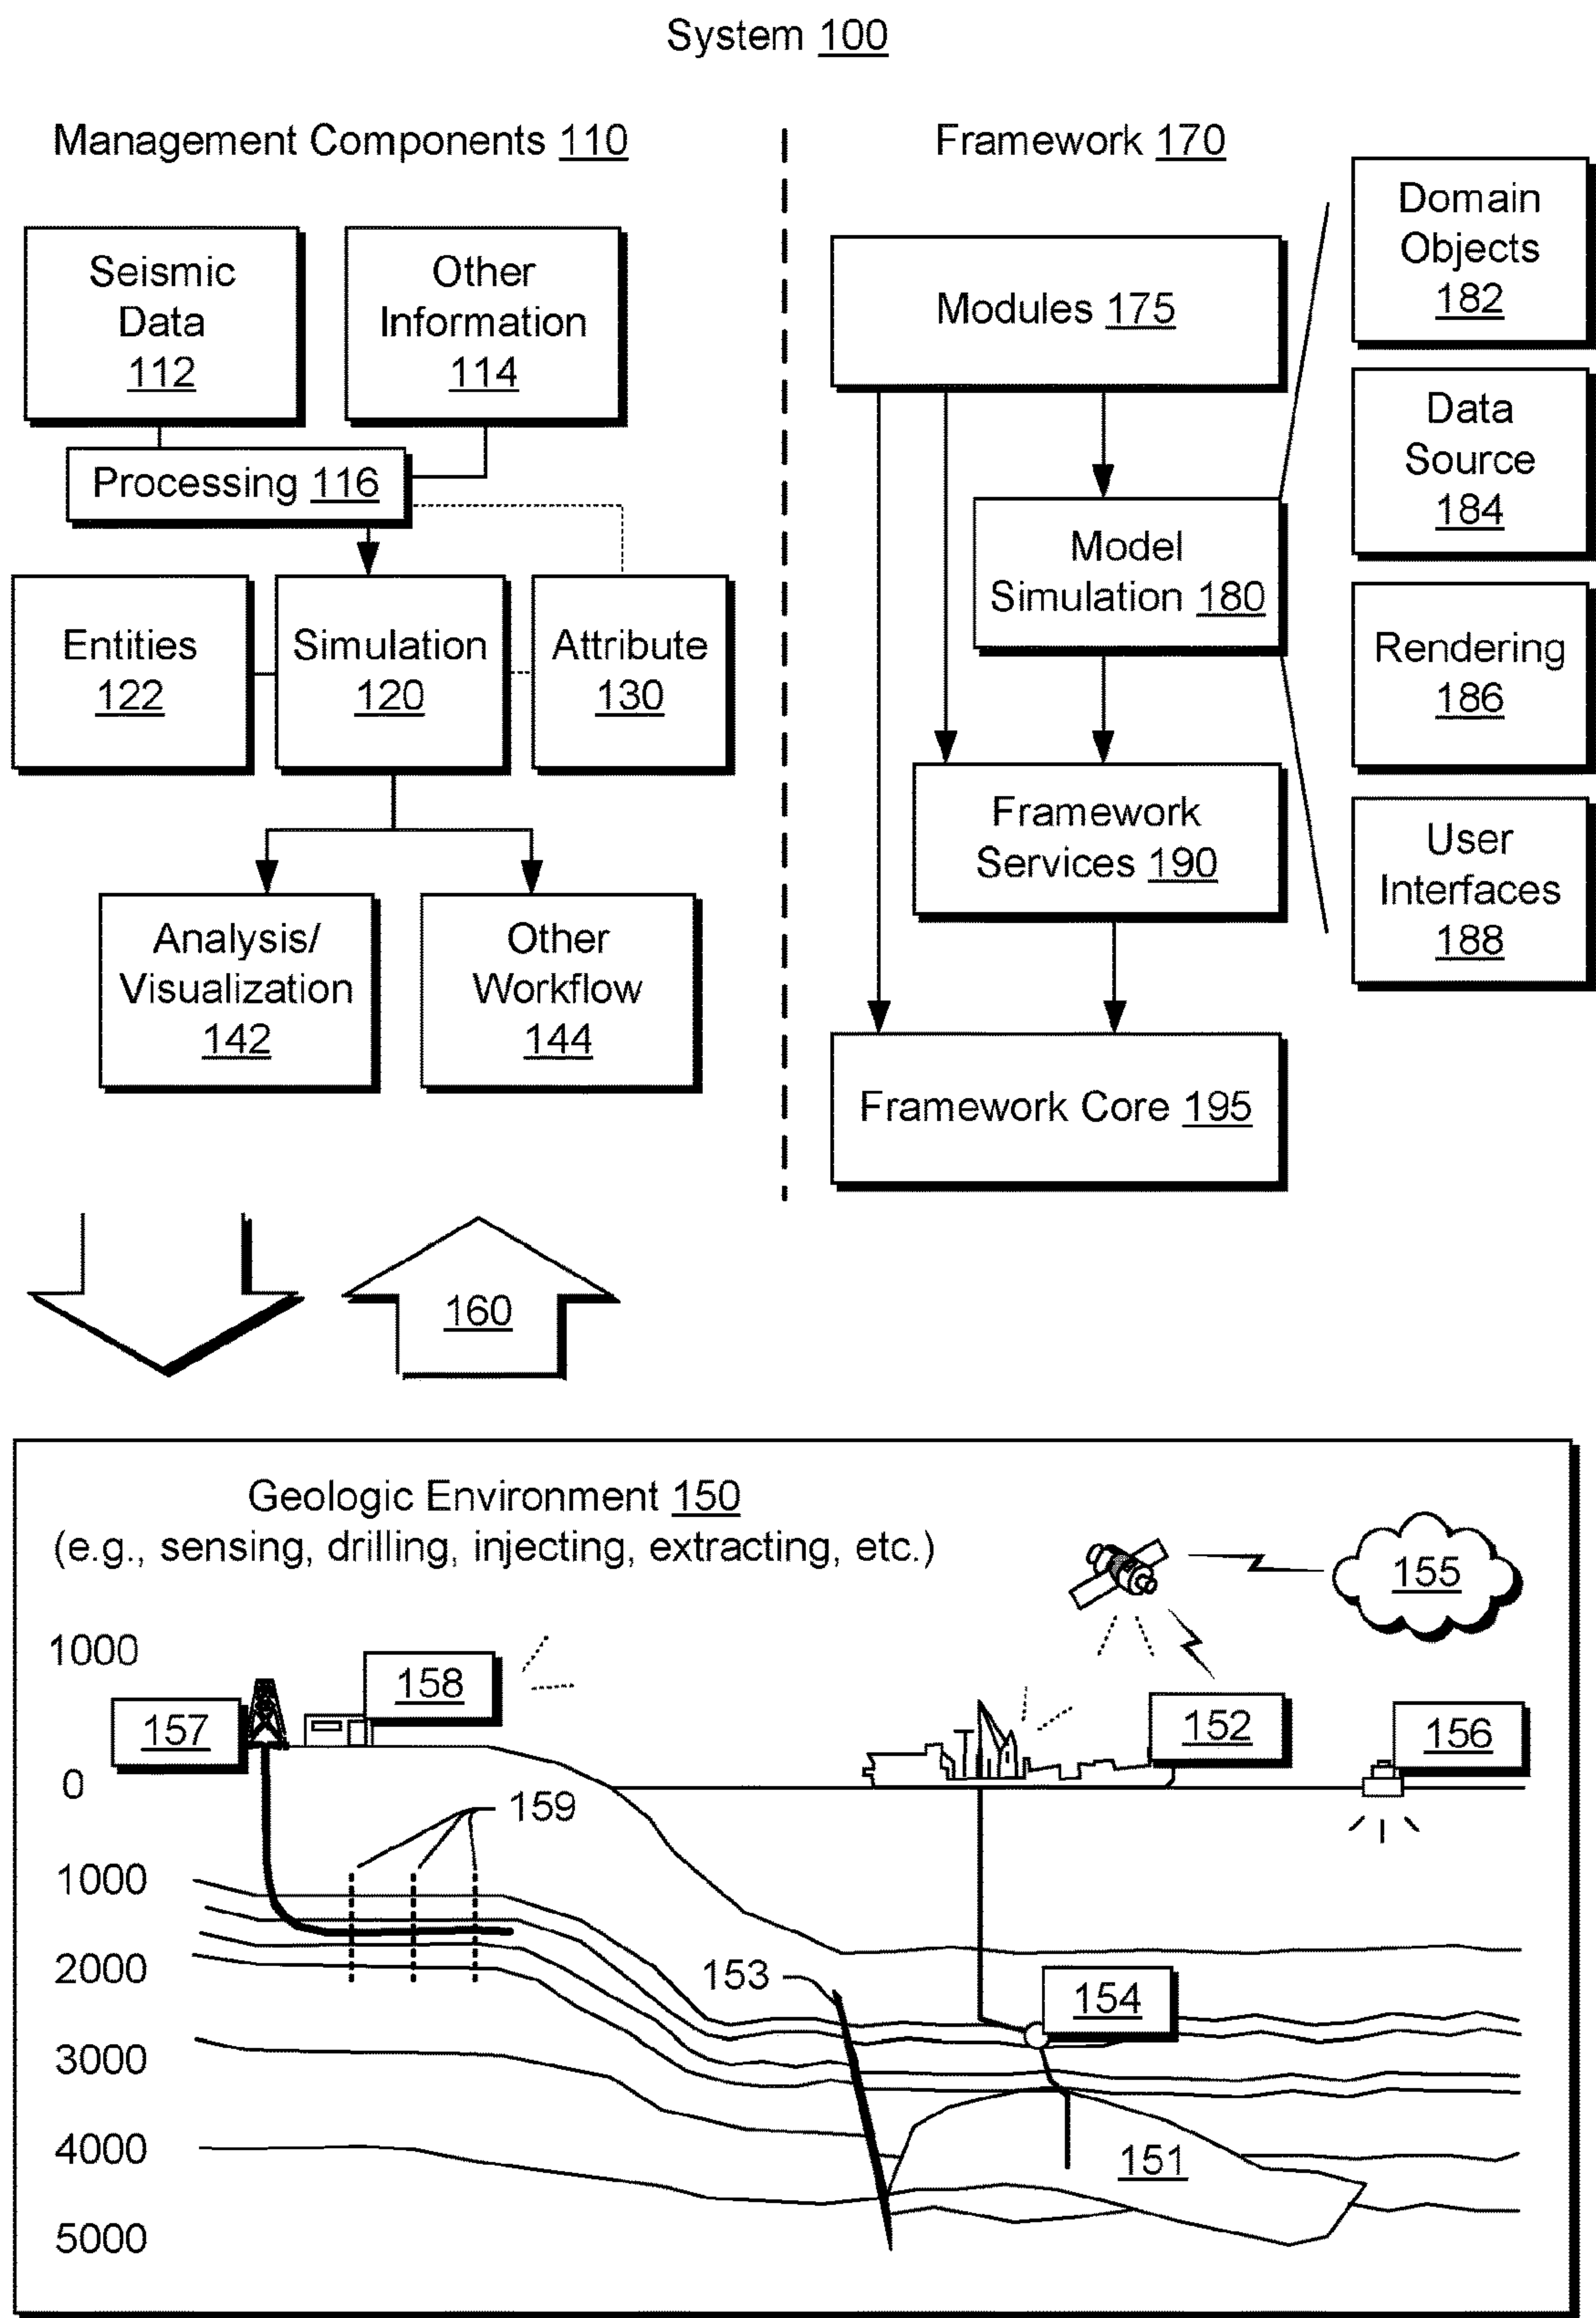 System 100
Management Components 110
Seismic
Data
112
Other
Information
114
Processing 116
Entities
122
Simulation
120
Attribute
130
Analysis/
Visualization
142
Other
Workflow
144
Framework 170
Modules 175
Model
Simulation 180
Framework
Services 190
Framework Core 195
Domain
Objects
182
Data
Source
184
Rendering
186
User
Interfaces
188
160
Geologic Environment 150
(e.g., sensing, drilling, injecting, extracting, etc.)
155
1000
158
157
152
156
0
159
1000
2000
153
154
3000
4000
151
5000